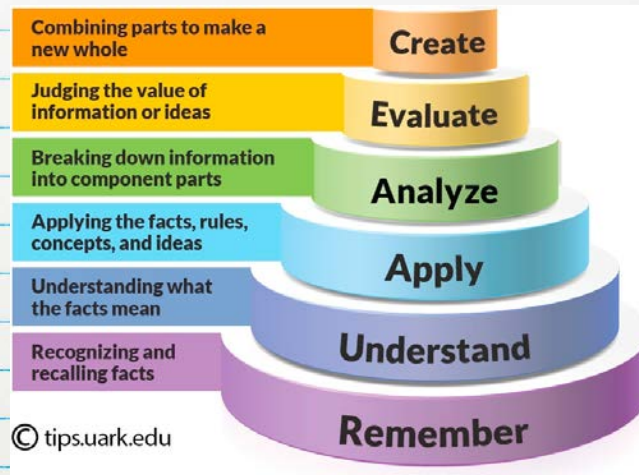 Combining parts to make a
new whole
Create
Judging the value of
information or ideas
Evaluate
Breaking down information
into component parts
Analyze
Applying the facts, rules,
concepts, and ideas
Apply
Understanding what
the facts mean
Understand
Recognizing and
recalling facts
Remember
© tips.uark.edu